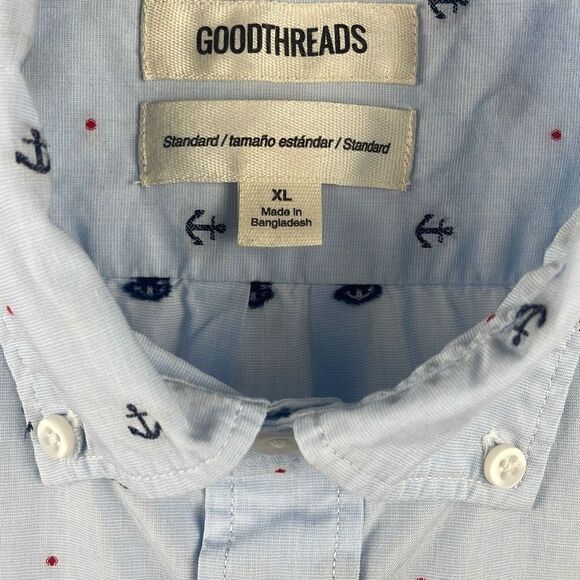 GOODTHREADS
Standard / tamaño estándar / Standard
XL
Made in
Bangladesh